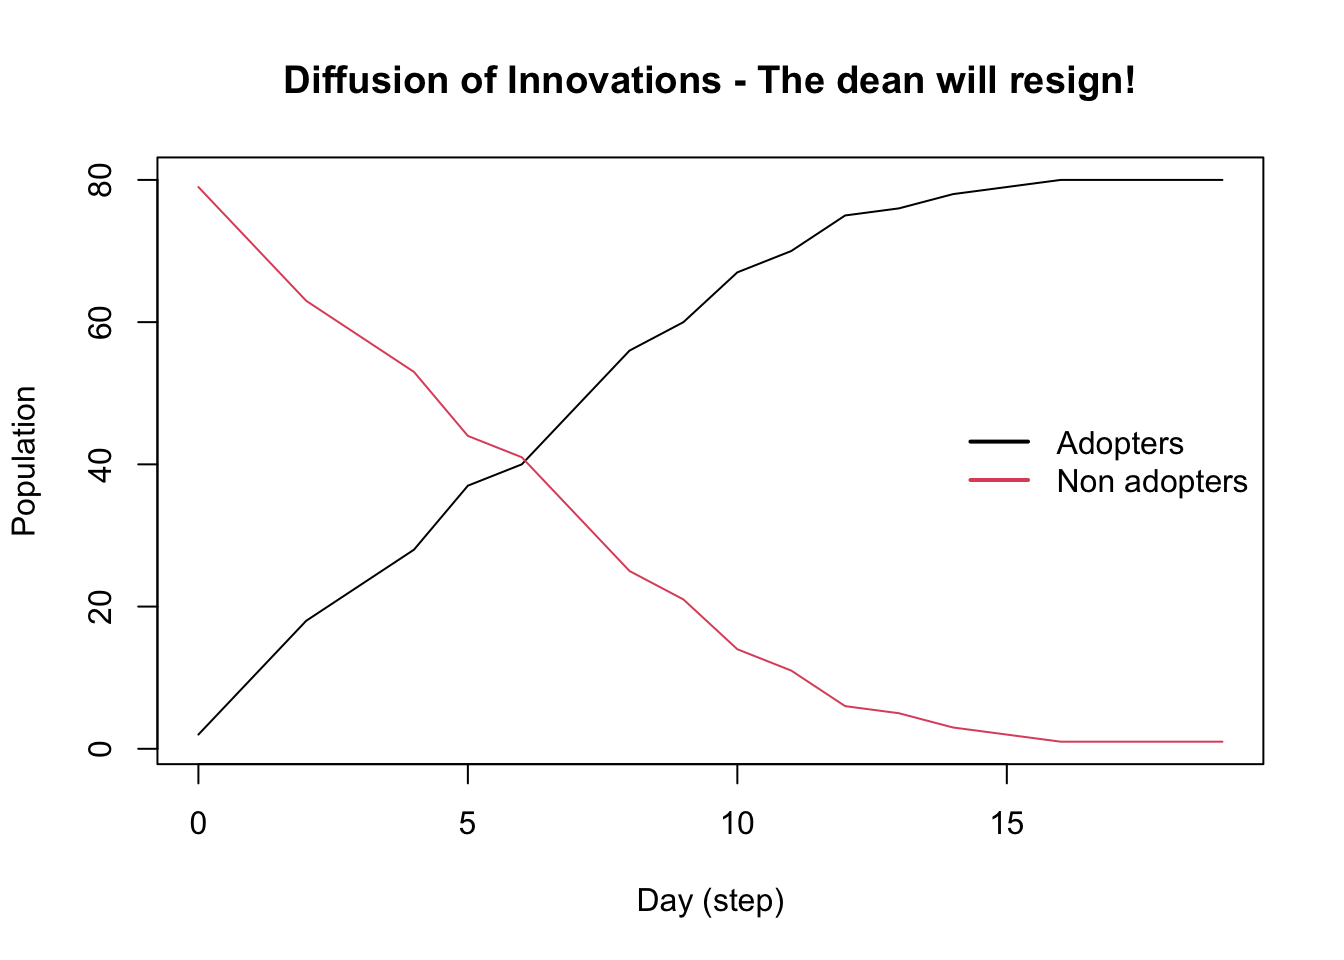 Diffusion of Innovations - The dean will resign!
80
60
40
20
0
Population
Adopters
Non adopters
0 5 10 15
Day (step)